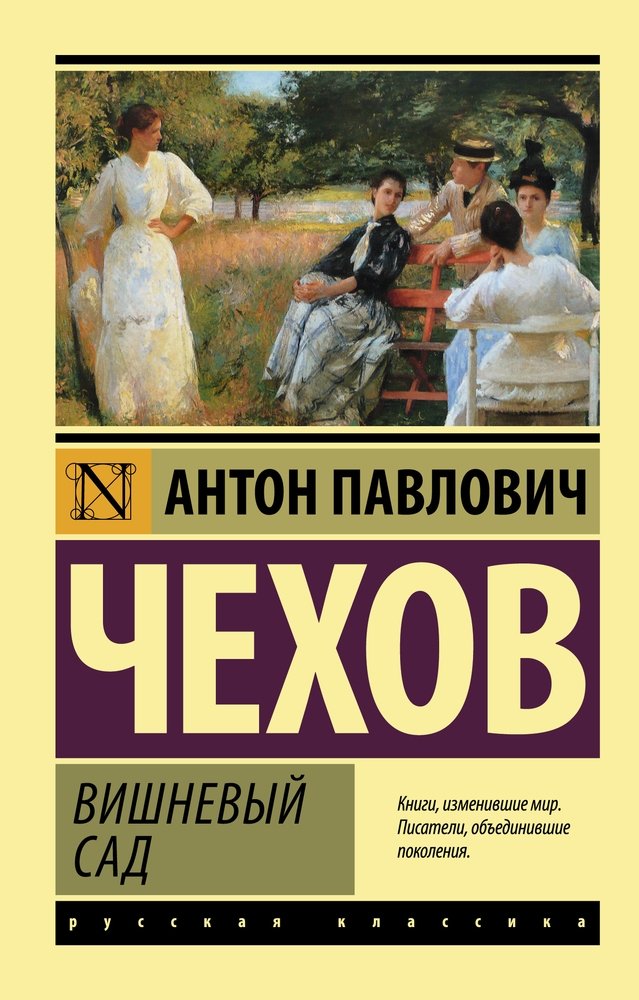 N
АНТОН ПАВЛОВИЧ
ЧЕХОВ
ВИШНЕВЫЙ
САД
Книги, изменившие мир.
Писатели, объединившие
поколения.
русская классика